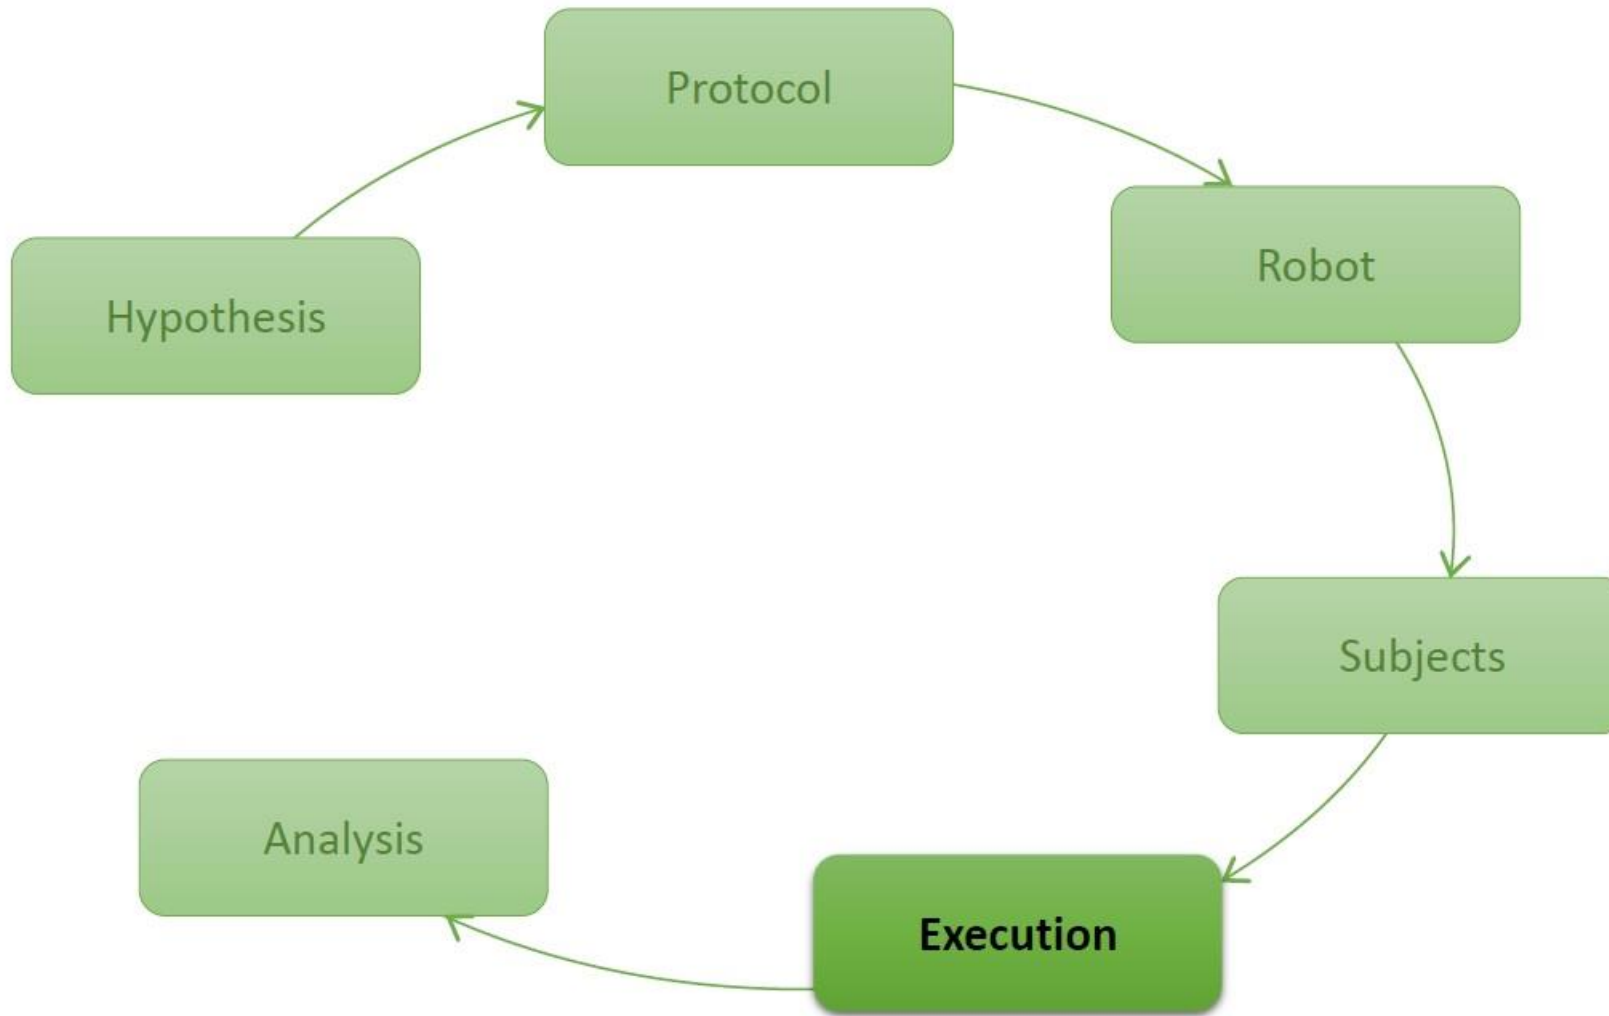 Protocol
Robot
Hypothesis
Subjects
Analysis
Execution